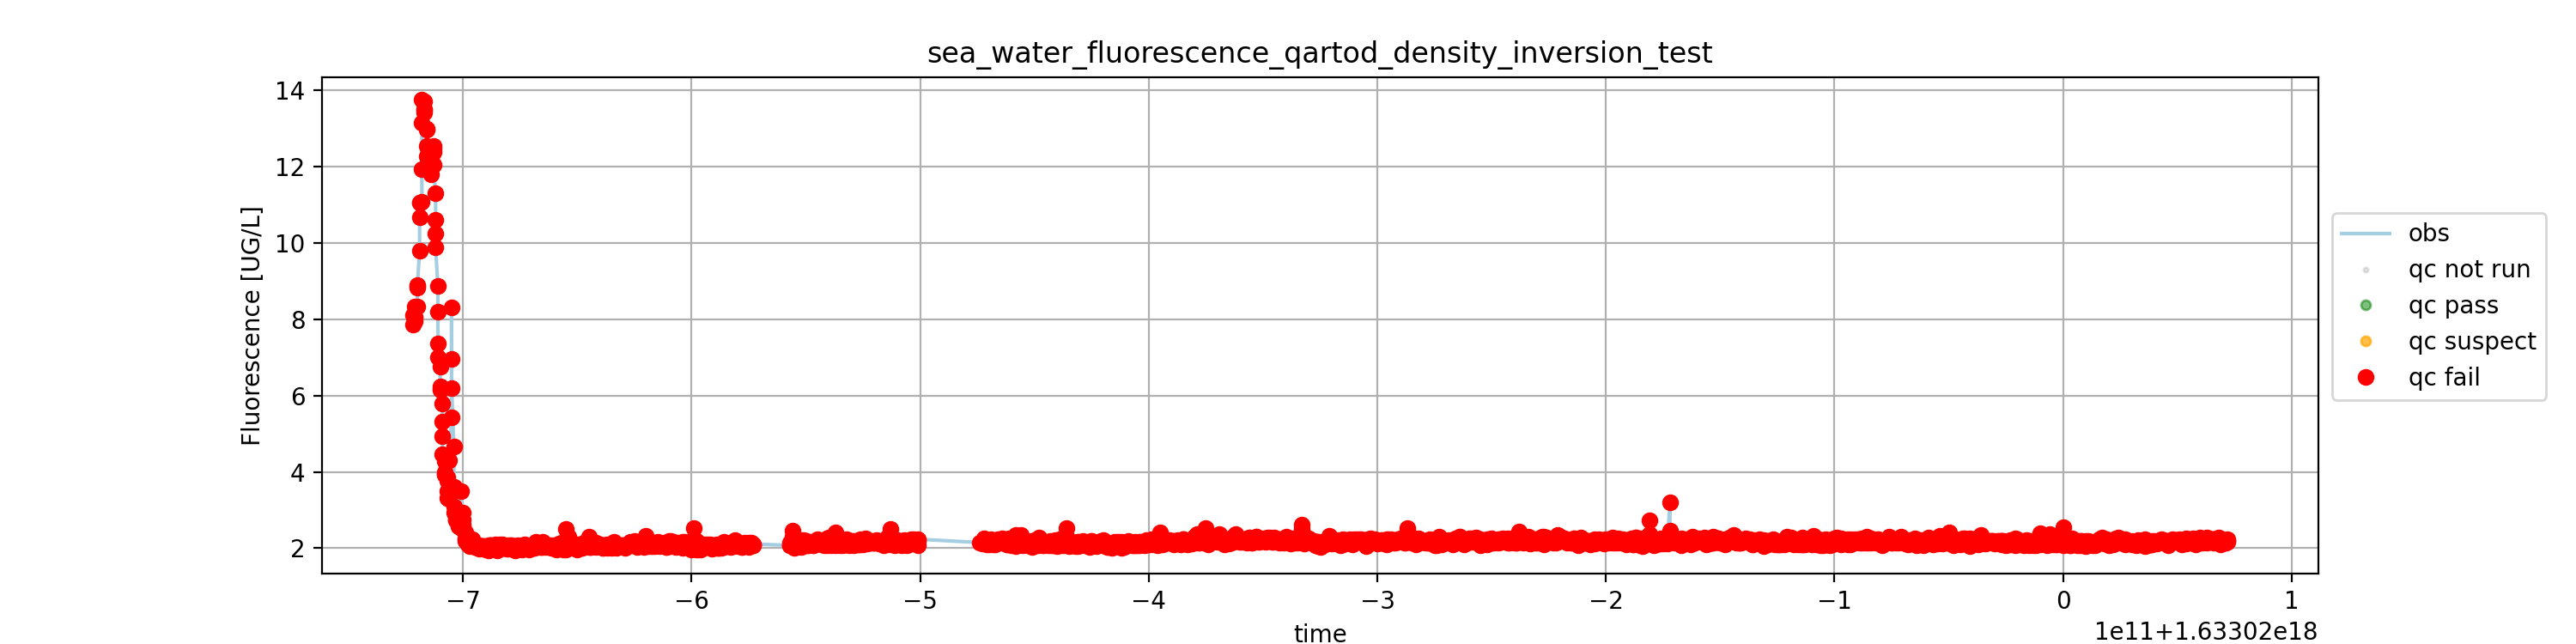 sea_water_fluorescence_qartod_density_inversion_test
14
12
10
8
6
4
2
Fluorescence [UG/L]
−7 −6 −5 −4 −3 −2 −1 0 1
time
1e11+1.63302e18
obs
qc not run
qc pass
qc suspect
qc fail